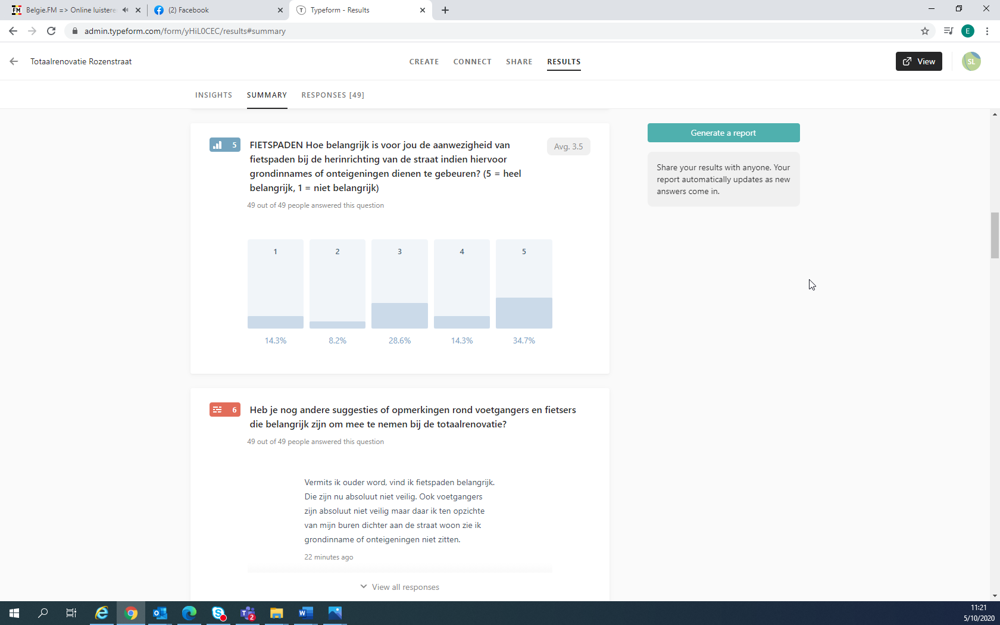 FM Belgie.FM => Online luistere
(2) Facebook
T Typeform - Results
admin.typeform.com/form/yHiL0CEC/results#summary
E
Totaalrenovatie Rozenstraat
CREATE CONNECT SHARE RESULTS
View
SL
INSIGHTS SUMMARY RESPONSES [49]
5
FIETSPADEN Hoe belangrijk is voor jou de aanwezigheid van
fietspaden bij de herinrichting van de straat indien hiervoor
grondinnames of onteigeningen dienen te gebeuren? (5 = heel
belangrijk, 1 = niet belangrijk)
Avg. 3.5
49 out of 49 people answered this question
1 2 3 4 5
14.3% 8.2% 28.6% 14.3% 34.7%
Generate a report
Share your results with anyone. Your
report automatically updates as new
answers come in.
6
Heb je nog andere suggesties of opmerkingen rond voetgangers en fietsers
die belangrijk zijn om mee te nemen bij de totaalrenovatie?
49 out of 49 people answered this question
Vermits ik ouder word, vind ik fietspaden belangrijk.
Die zijn nu absoluut niet veilig. Ook voetgangers
zijn absoluut niet veilig maar daar ik ten opzichte
van mijn buren dichter aan de straat woon zie ik
grondinname of onteigeningen niet zitten.
22 minutes ago
View all responses
2
11:21
5/10/2020